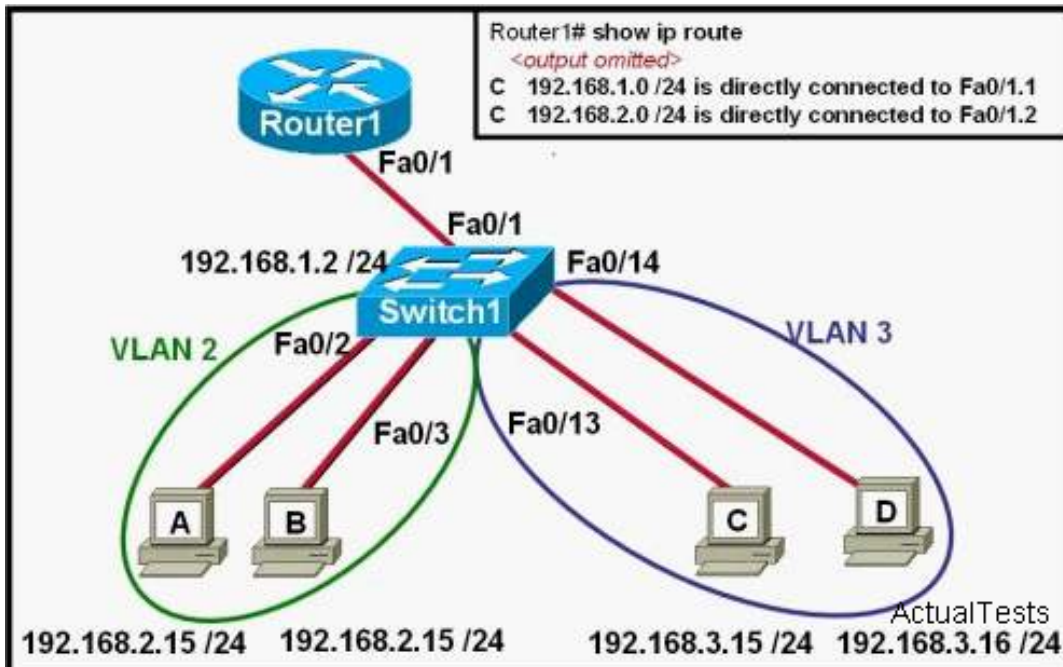 Router1# show ip route
<output omitted>
C 192.168.1.0 /24 is directly connected to Fa0/1.1
C 192.168.2.0 /24 is directly connected to Fa0/1.2
Router1
Fa0/1
Fa0/1
192.168.1.2 /24
Fa0/14
Switch1
VLAN 2
Fa0/2
VLAN 3
Fa0/3
Fa0/13
A
B
C
D
ActualTests
192.168.2.15 /24
192.168.2.15 /24
192.168.3.15 /24
192.168.3.16 /24